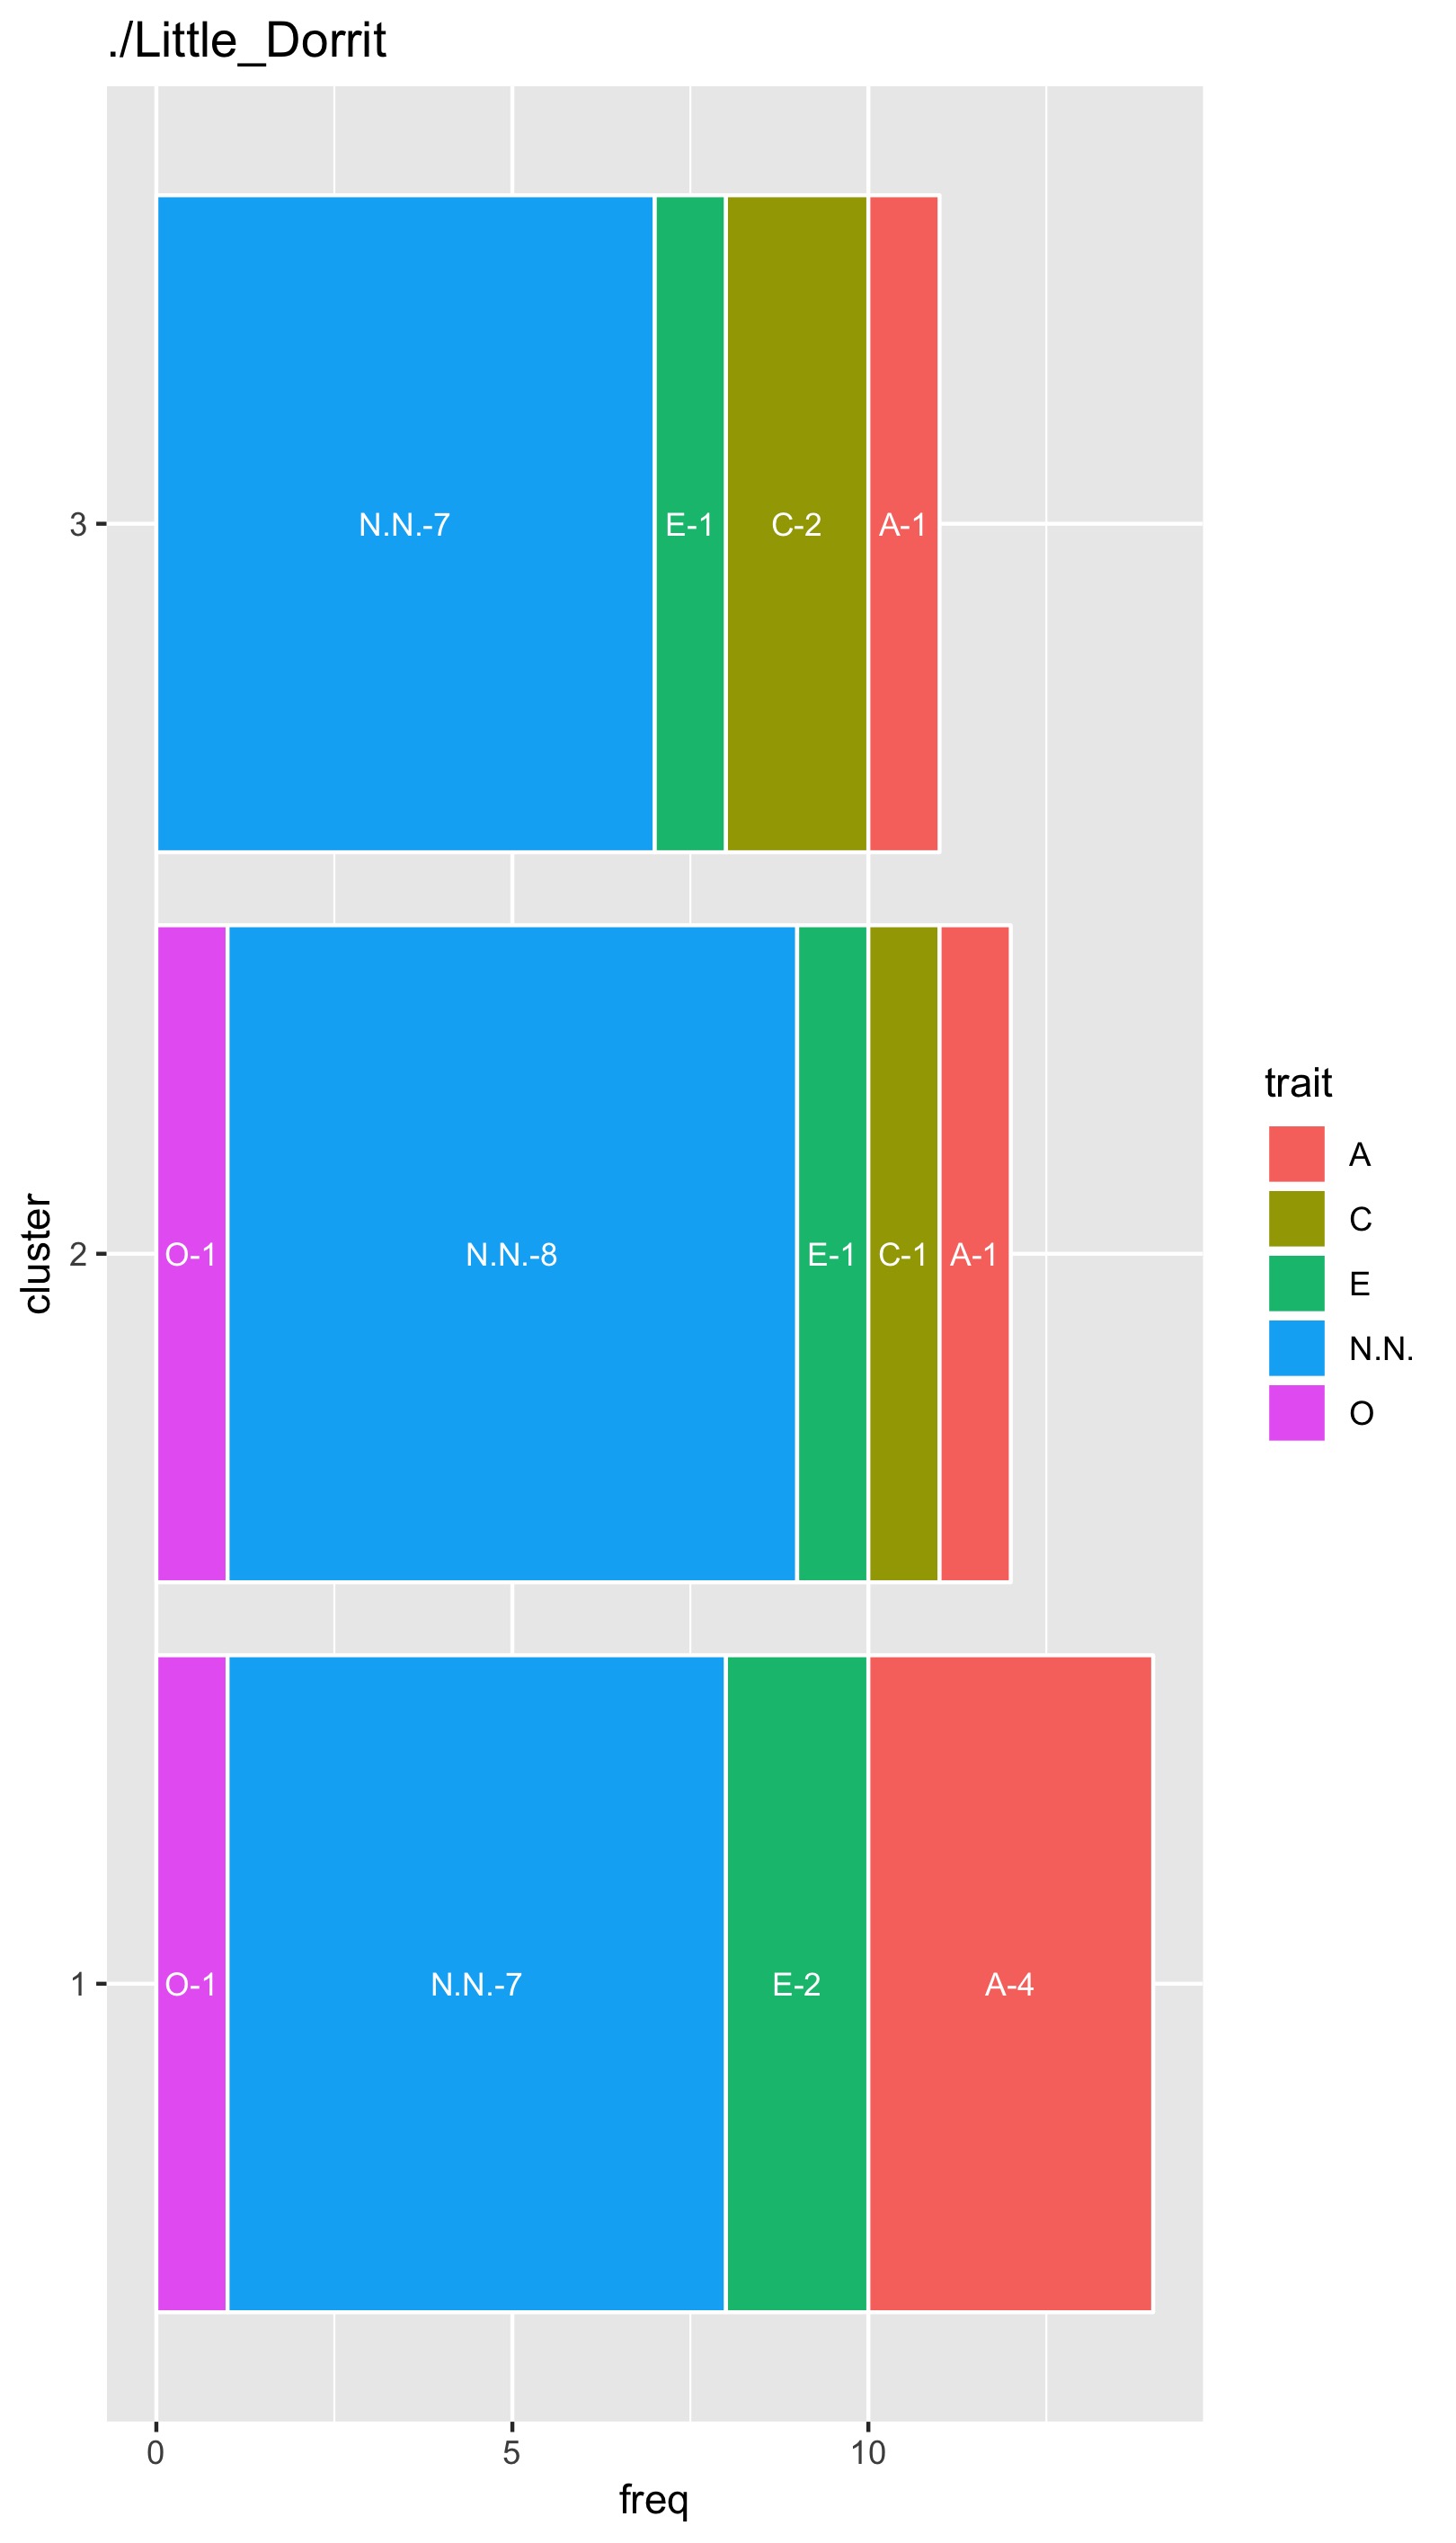 ./Little_Dorrit
3
N.N.-7 E-1 C-2 A-1
cluster
2
O-1 N.N.-8 E-1 C-1 A-1
1
O-1 N.N.-7 E-2 A-4
0 5 10
freq
trait
A
C
E
N.N.
O